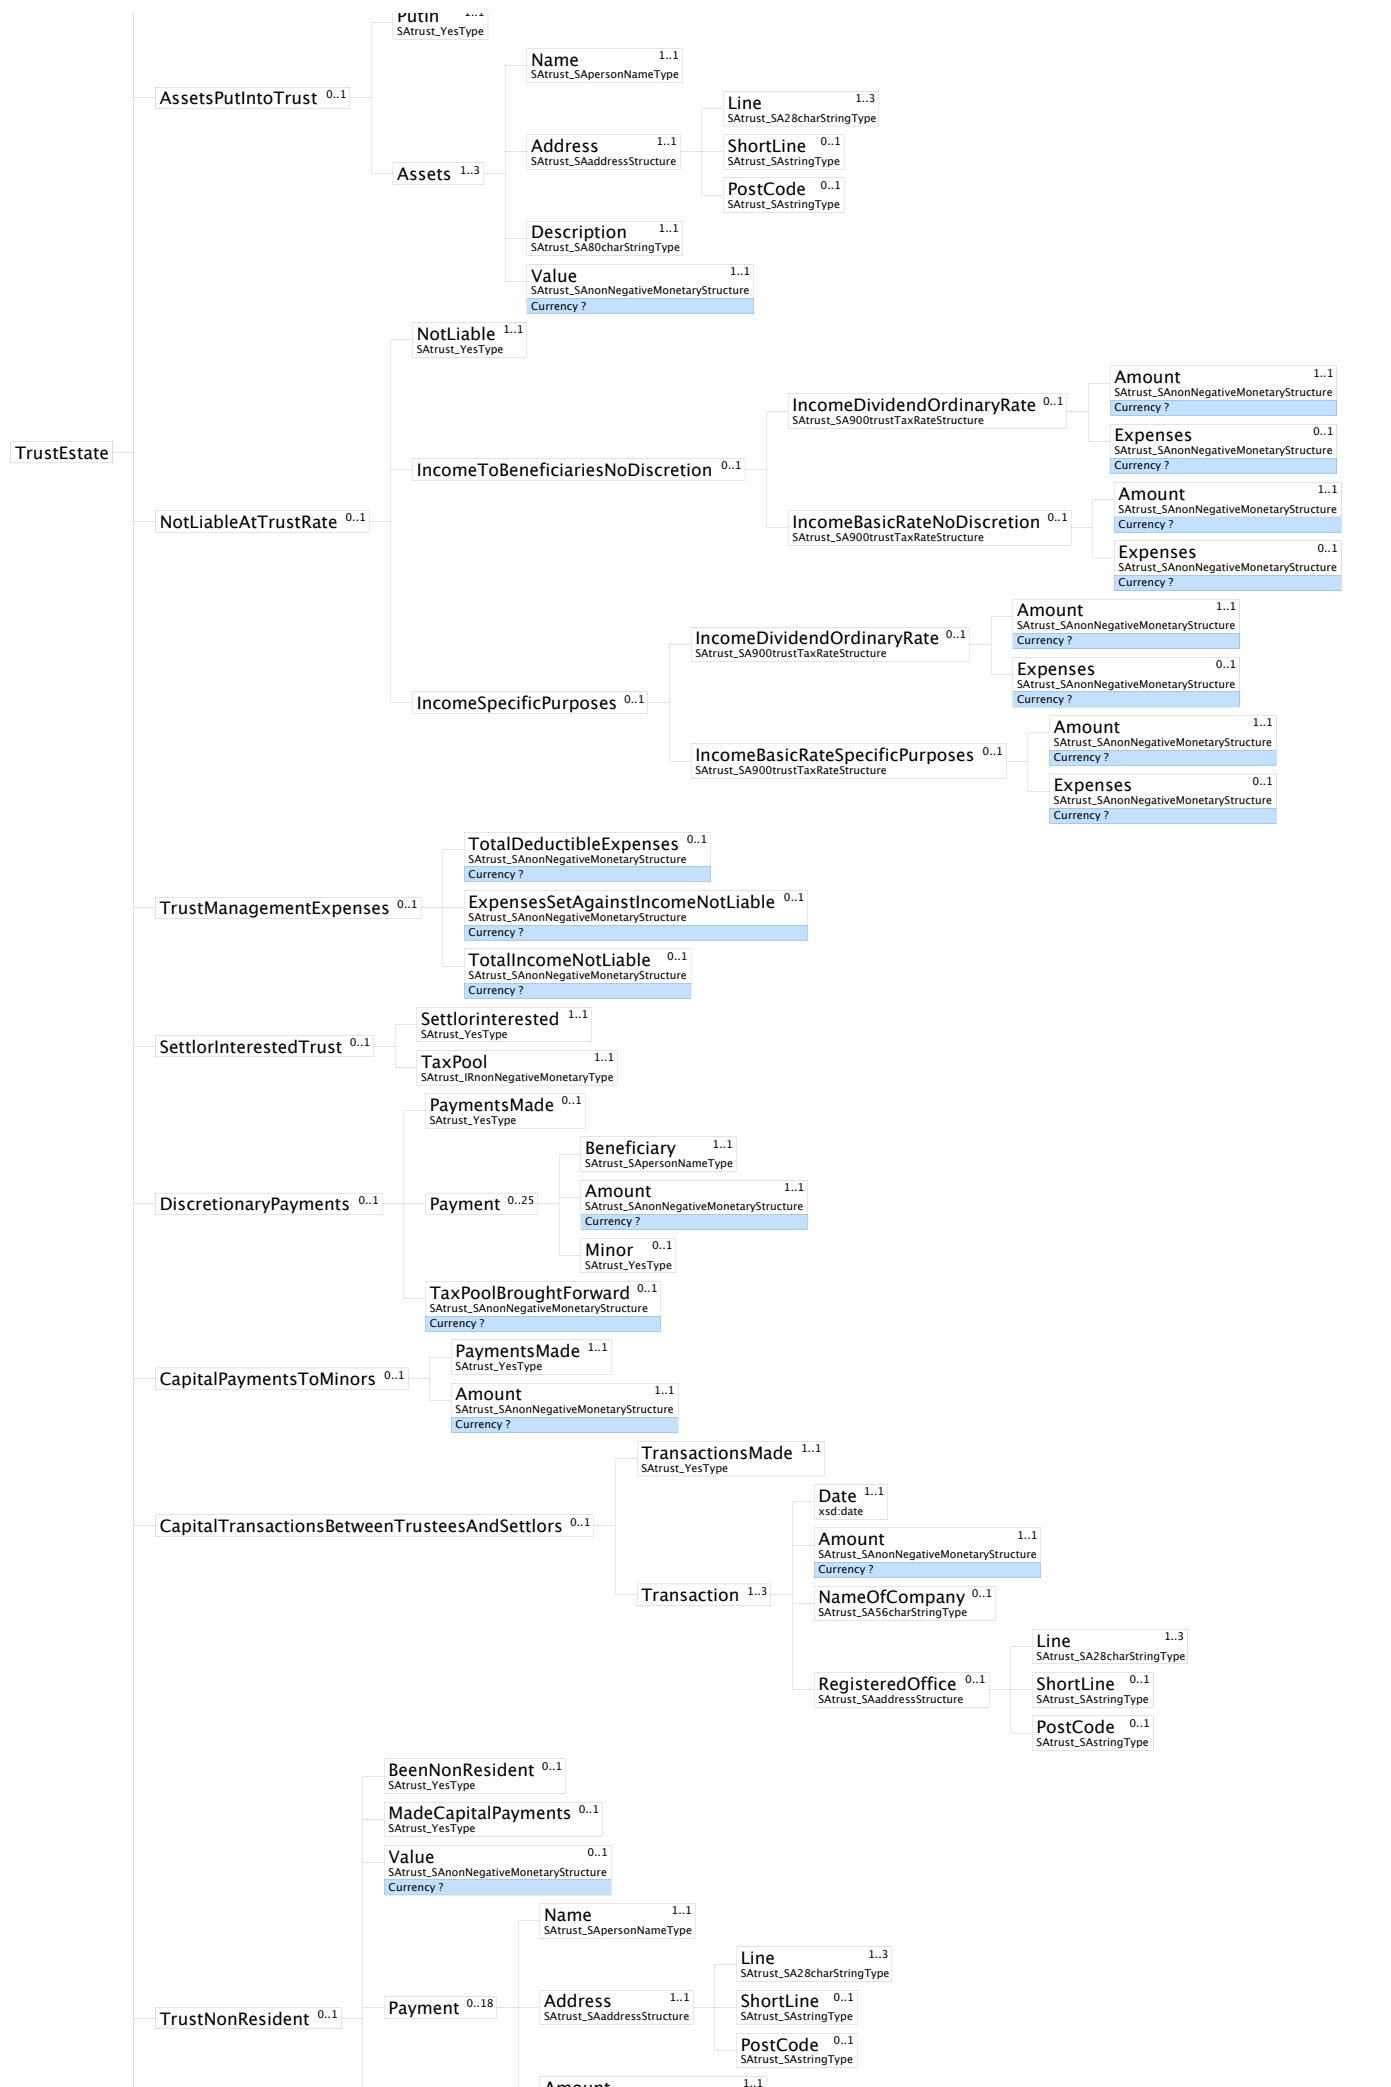 PutIn 1..1
SAtrust_YesType
AssetsPutIntoTrust 0..1
Name 1..1
SAtrust_SApersonNameType
Line 1..3
SAtrust_SA28charStringType
Address 1..1
SAtrust_SAaddressStructure
ShortLine 0..1
SAtrust_SAstringType
Assets 1..3
PostCode 0..1
SAtrust_SAstringType
Description 1..1
SAtrust_SA80charStringType
Value 1..1
SAtrust_SAnonNegativeMonetaryStructure
Currency ?
NotLiable 1..1
SAtrust_YesType
Amount 1..1
SAtrust_SAnonNegativeMonetaryStructure
Currency ?
IncomeDividendOrdinaryRate 0..1
SAtrust_SA900trustTaxRateStructure
Expenses 0..1
SAtrust_SAnonNegativeMonetaryStructure
Currency ?
TrustEstate
IncomeToBeneficiariesNoDiscretion 0..1
Amount 1..1
SAtrust_SAnonNegativeMonetaryStructure
Currency ?
NotLiableAtTrustRate 0..1
IncomeBasicRateNoDiscretion 0..1
SAtrust_SA900trustTaxRateStructure
Expenses 0..1
SAtrust_SAnonNegativeMonetaryStructure
Currency ?
Amount 1..1
SAtrust_SAnonNegativeMonetaryStructure
Currency ?
IncomeDividendOrdinaryRate 0..1
SAtrust_SA900trustTaxRateStructure
Expenses 0..1
SAtrust_SAnonNegativeMonetaryStructure
Currency ?
IncomeSpecificPurposes 0..1
Amount 1..1
SAtrust_SAnonNegativeMonetaryStructure
Currency ?
IncomeBasicRateSpecificPurposes 0..1
SAtrust_SA900trustTaxRateStructure
Expenses 0..1
SAtrust_SAnonNegativeMonetaryStructure
Currency ?
TotalDeductibleExpenses 0..1
SAtrust_SAnonNegativeMonetaryStructure
Currency ?
TrustManagementExpenses 0..1
ExpensesSetAgainstIncomeNotLiable 0..1
SAtrust_SAnonNegativeMonetaryStructure
Currency ?
TotalIncomeNotLiable 0..1
SAtrust_SAnonNegativeMonetaryStructure
Currency ?
SettlorInterestedTrust 0..1
Settlorinterested 1..1
SAtrust_YesType
TaxPool 1..1
SAtrust_IRnonNegativeMonetaryType
PaymentsMade 0..1
SAtrust_YesType
Beneficiary 1..1
SAtrust_SApersonNameType
DiscretionaryPayments 0..1
Payment 0..25
Amount 1..1
SAtrust_SAnonNegativeMonetaryStructure
Currency ?
Minor 0..1
SAtrust_YesType
TaxPoolBroughtForward 0..1
SAtrust_SAnonNegativeMonetaryStructure
Currency ?
CapitalPaymentsToMinors 0..1
PaymentsMade 1..1
SAtrust_YesType
Amount 1..1
SAtrust_SAnonNegativeMonetaryStructure
Currency ?
TransactionsMade 1..1
SAtrust_YesType
CapitalTransactionsBetweenTrusteesAndSettlors 0..1
Date 1..1
xsd:date
Amount 1..1
SAtrust_SAnonNegativeMonetaryStructure
Currency ?
Transaction 1..3
NameOfCompany 0..1
SAtrust_SA56charStringType
Line 1..3
SAtrust_SA28charStringType
RegisteredOffice 0..1
SAtrust_SAaddressStructure
ShortLine 0..1
SAtrust_SAstringType
PostCode 0..1
SAtrust_SAstringType
BeenNonResident 0..1
SAtrust_YesType
MadeCapitalPayments 0..1
SAtrust_YesType
Value 0..1
SAtrust_SAnonNegativeMonetaryStructure
Currency ?
Name 1..1
SAtrust_SApersonNameType
Line 1..3
SAtrust_SA28charStringType
TrustNonResident 0..1
Payment 0..18
Address 1..1
SAtrust_SAaddressStructure
ShortLine 0..1
SAtrust_SAstringType
PostCode 0..1
SAtrust_SAstringType
Amount 1..1